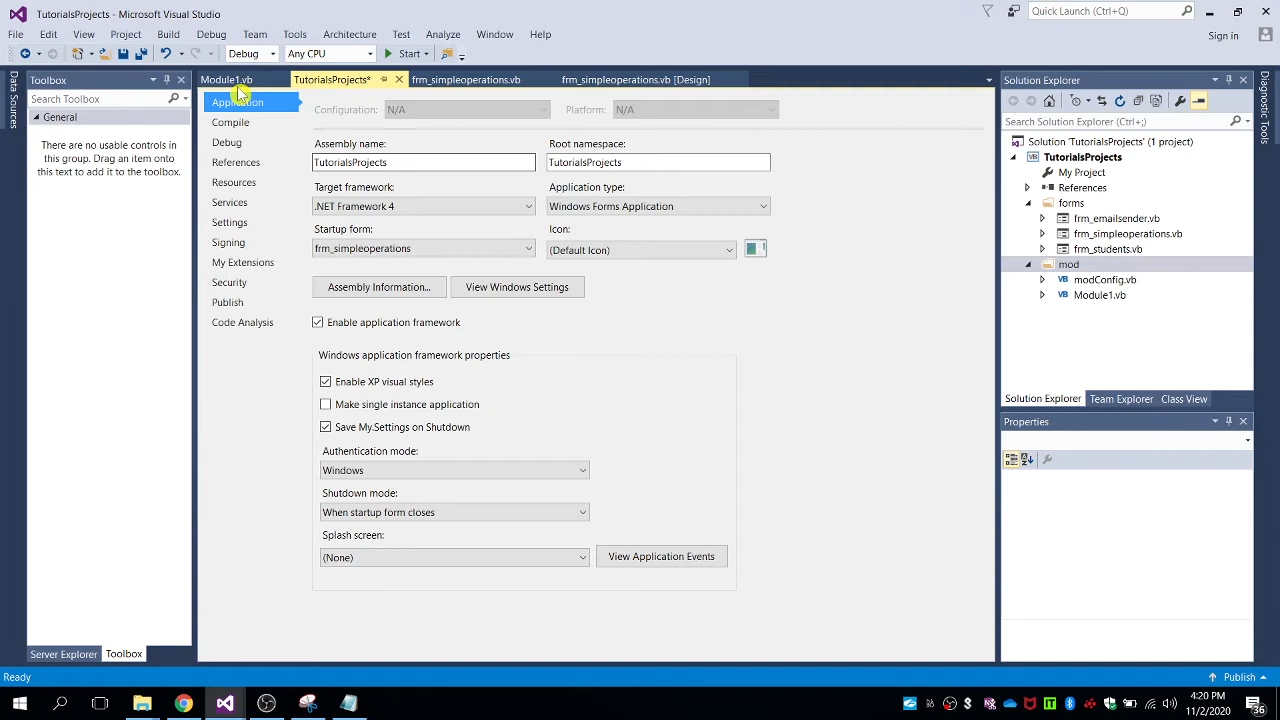 TutorialsProjects - Microsoft Visual Studio
Quick Launch (Ctrl+Q)
File Edit View Project Build Debug Team Tools Architecture Test Analyze Window Help
Sign in
Debug Any CPU Start
Data Sources
Toolbox
Search Toolbox
General
There are no usable controls in this group. Drag an item onto this text to add it to the toolbox.
Server Explorer Toolbox
Module1.vb TutorialsProjects* frm_simpleoperations.vb frm_simpleoperations.vb [Design]
Application
Compile
Debug
References
Resources
Services
Settings
Signing
My Extensions
Security
Publish
Code Analysis
Configuration: N/A Platform: N/A
Assembly name: Root namespace:
TutorialsProjects TutorialsProjects
Target framework: Application type:
.NET Framework 4 Windows Forms Application
Startup form: Icon:
frm_simpleoperations (Default Icon)
Assembly Information... View Windows Settings
Enable application framework
Windows application framework properties
Enable XP visual styles
Make single instance application
Save My.Settings on Shutdown
Authentication mode:
Windows
Shutdown mode:
When startup form closes
Splash screen:
(None) View Application Events
Solution Explorer
Search Solution Explorer (Ctrl+;)
Solution 'TutorialsProjects' (1 project)
VB TutorialsProjects
My Project
References
forms
frm_emailsender.vb
frm_simpleoperations.vb
frm_students.vb
mod
VB modConfig.vb
VB Module1.vb
Solution Explorer Team Explorer Class View
Properties
Diagnostic Tools
Ready
Publish
4:20 PM
11/2/2020
36